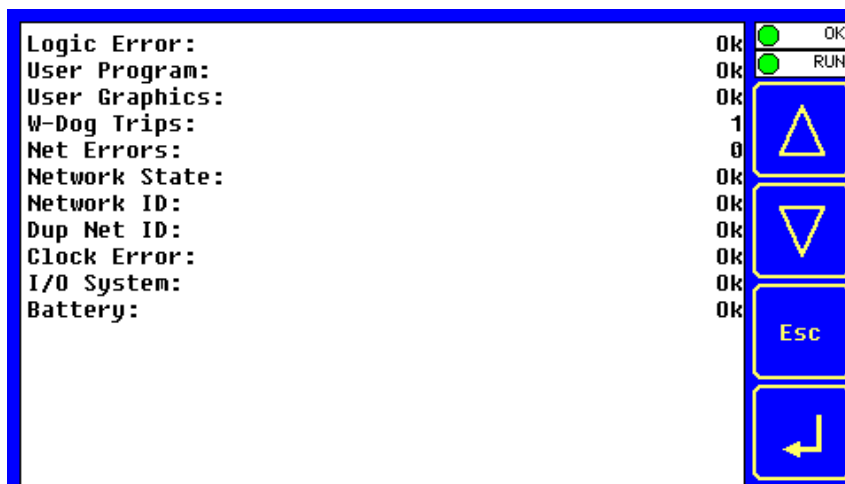 Logic Error: Ok
User Program: Ok
User Graphics: Ok
W-Dog Trips: 1
Net Errors: 0
Network State: Ok
Network ID: Ok
Dup Net ID: Ok
Clock Error: Ok
I/O System: Ok
Battery: Ok
OK
RUN
Esc